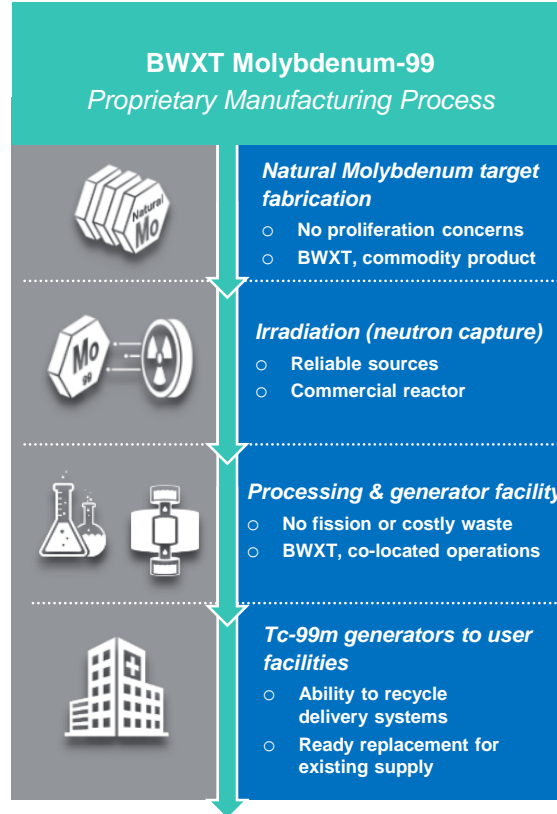 BWXT Molybdenum-99
Proprietary Manufacturing Process
Natural
Mo
Natural Molybdenum target
fabrication
○ No proliferation concerns
○ BWXT, commodity product
Mo
99
Irradiation (neutron capture)
○ Reliable sources
○ Commercial reactor
Processing & generator facility
○ No fission or costly waste
○ BWXT, co-located operations
Tc-99m generators to user
facilities
○ Ability to recycle
delivery systems
○ Ready replacement for
existing supply